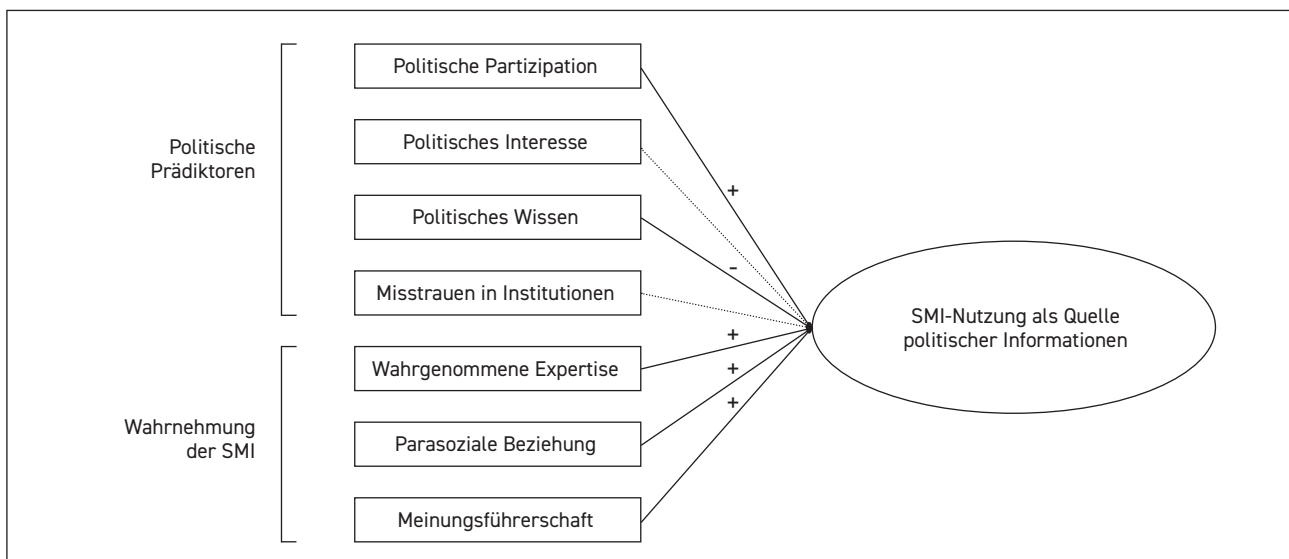 Politische
Prädiktoren
Politische Partizipation
Politisches Interesse
Politisches Wissen
Misstrauen in Institutionen
Wahrnehmung
der SMI
Wahrgenommene Expertise
Parasoziale Beziehung
Meinungsführerschaft
+
-
+
+
+
SMI-Nutzung als Quelle
politischer Informationen